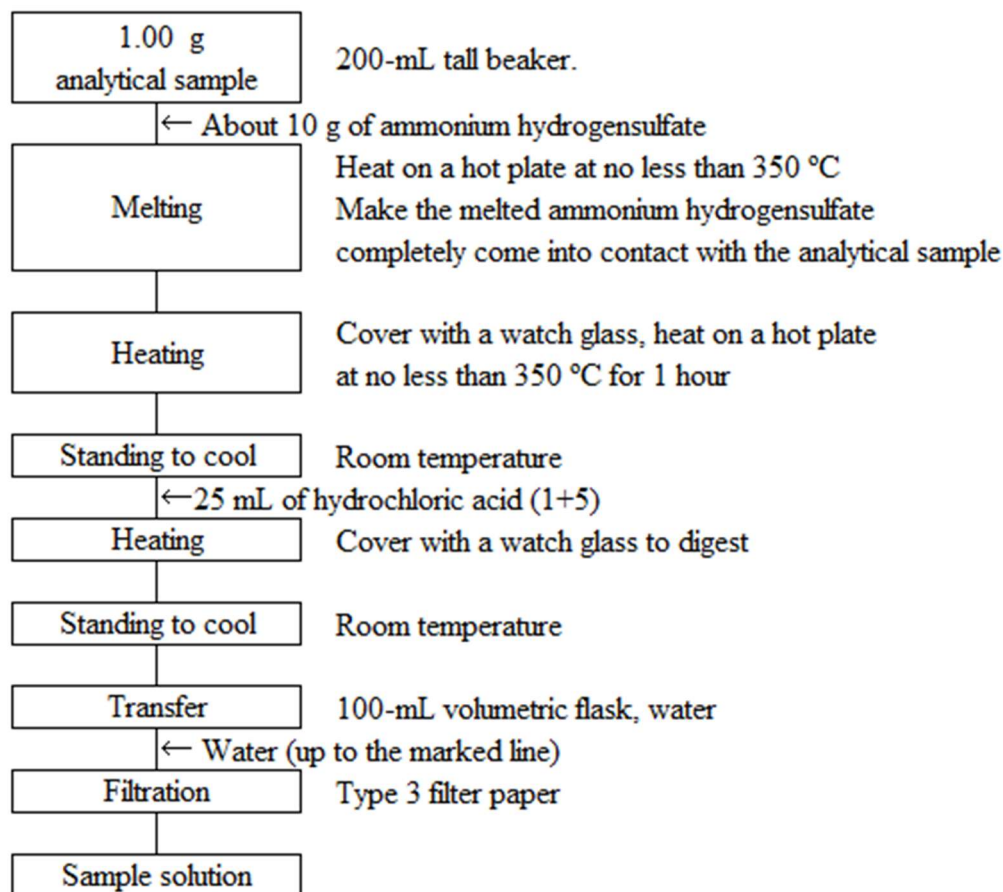 1.00 g
analytical sample
200-mL tall beaker.
← About 10 g of ammonium hydrogensulfate
Melting
Heat on a hot plate at no less than 350 ºC
Make the melted ammonium hydrogensulfate
completely come into contact with the analytical sample
Heating
Cover with a watch glass, heat on a hot plate
at no less than 350 ºC for 1 hour
Standing to cool
Room temperature
←25 mL of hydrochloric acid (1+5)
Heating
Cover with a watch glass to digest
Standing to cool
Room temperature
Transfer
100-mL volumetric flask, water
← Water (up to the marked line)
Filtration
Type 3 filter paper
Sample solution